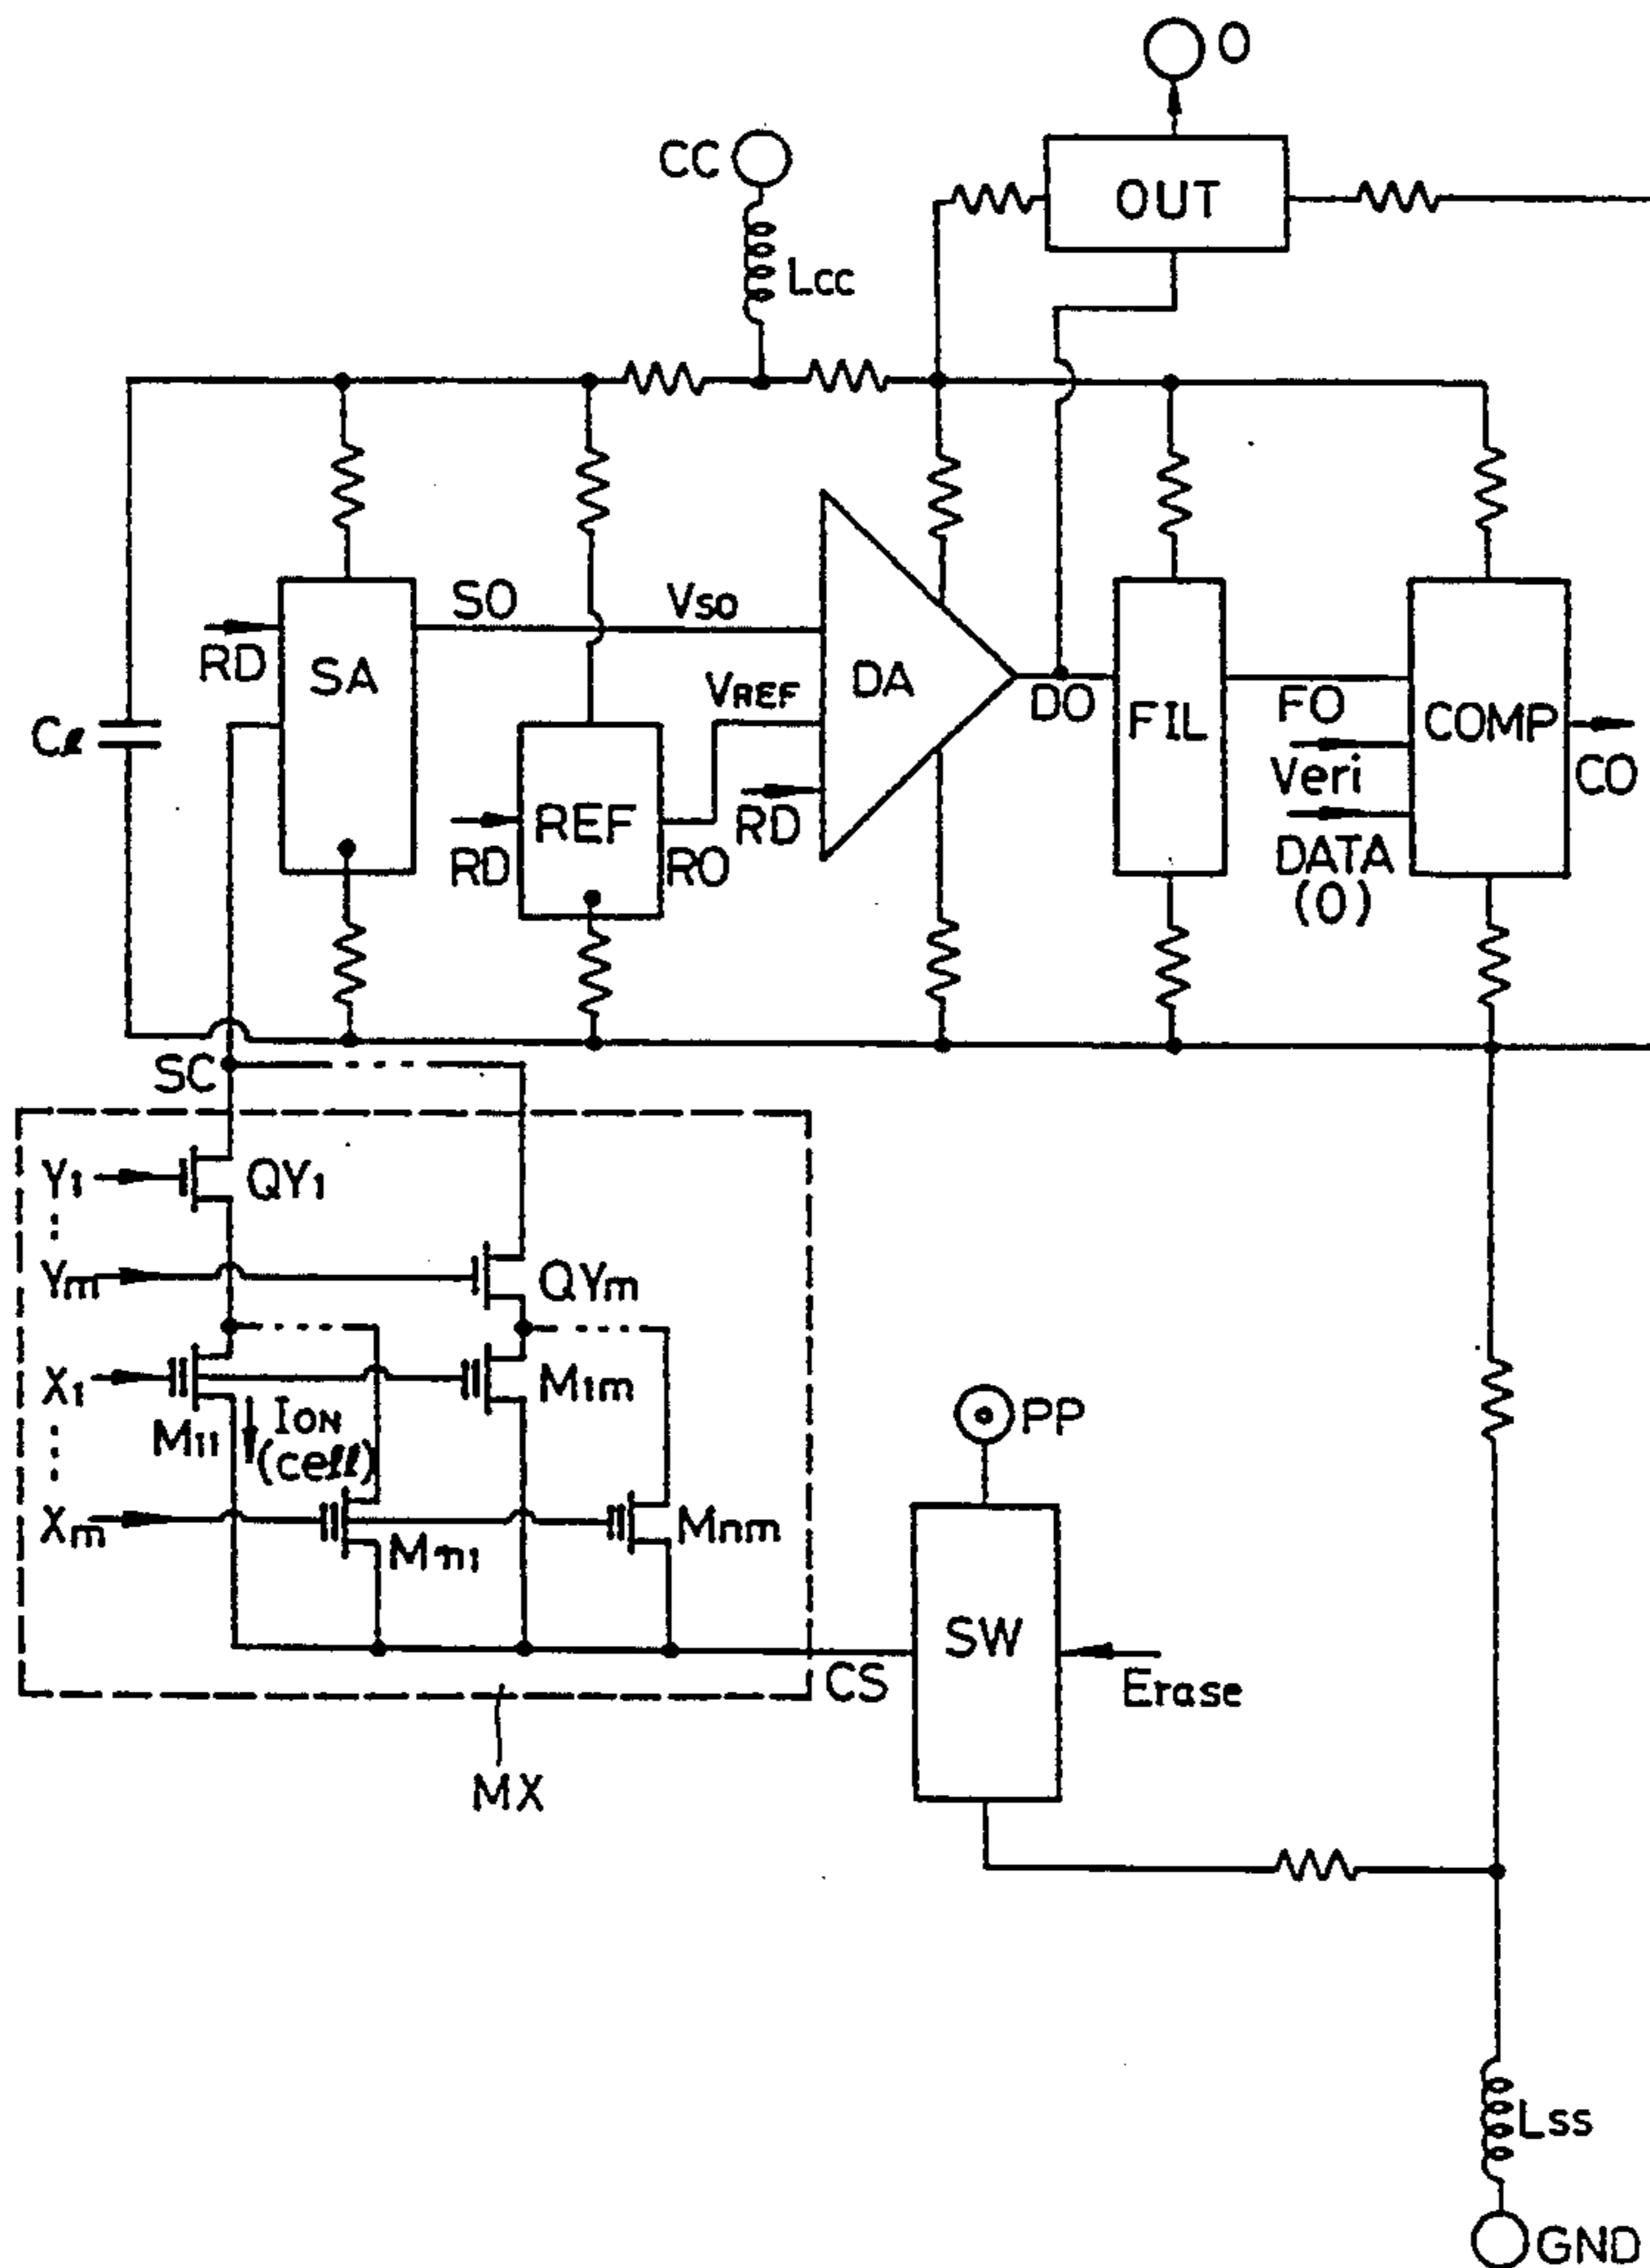 O
CC
OUT
Lcc
SO
Vso
RD
SA
VREF
DA
DO
FIL
FO
COMP
Cℓ
Veri
CO
REF
RD
RO
RD
DATA
(O)
SC
Y1
QY1
Ym
QYm
X1
M1m
M11
ION
(cell)
PP
Xm
Mnm
Mn1
SW
CS
Erase
MX
Lss
GND